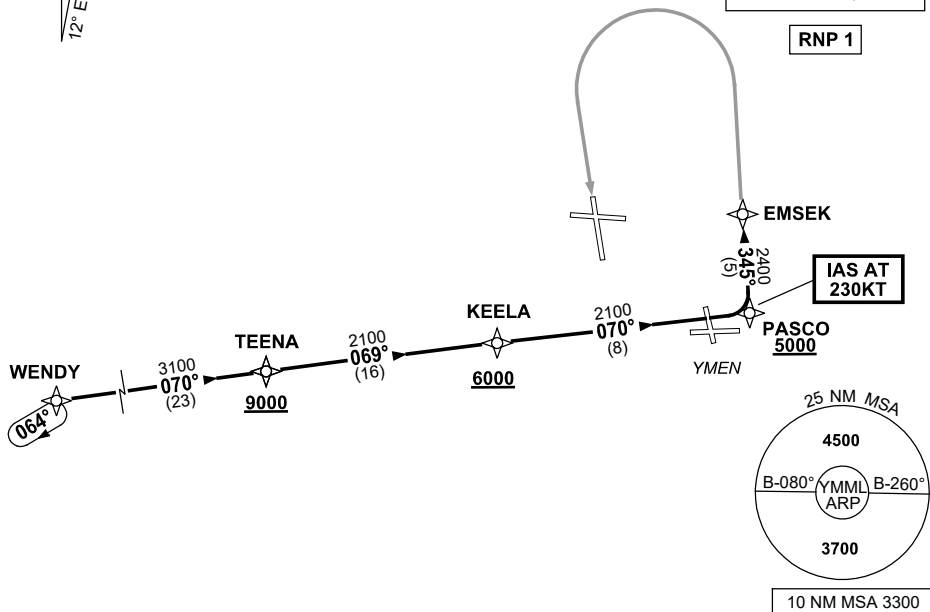 12° E
RNP 1
EMSEK
2400
345°
(5)
IAS AT
230KT
PASCO
5000
YMEN
KEELA
2100
070°
(8)
6000
TEENA
2100
069°
(16)
9000
WENDY
3100
070°
(23)
064°
25 NM MSA
4500
B-080°
YMML
ARP
B-260°
3700
10 NM MSA 3300